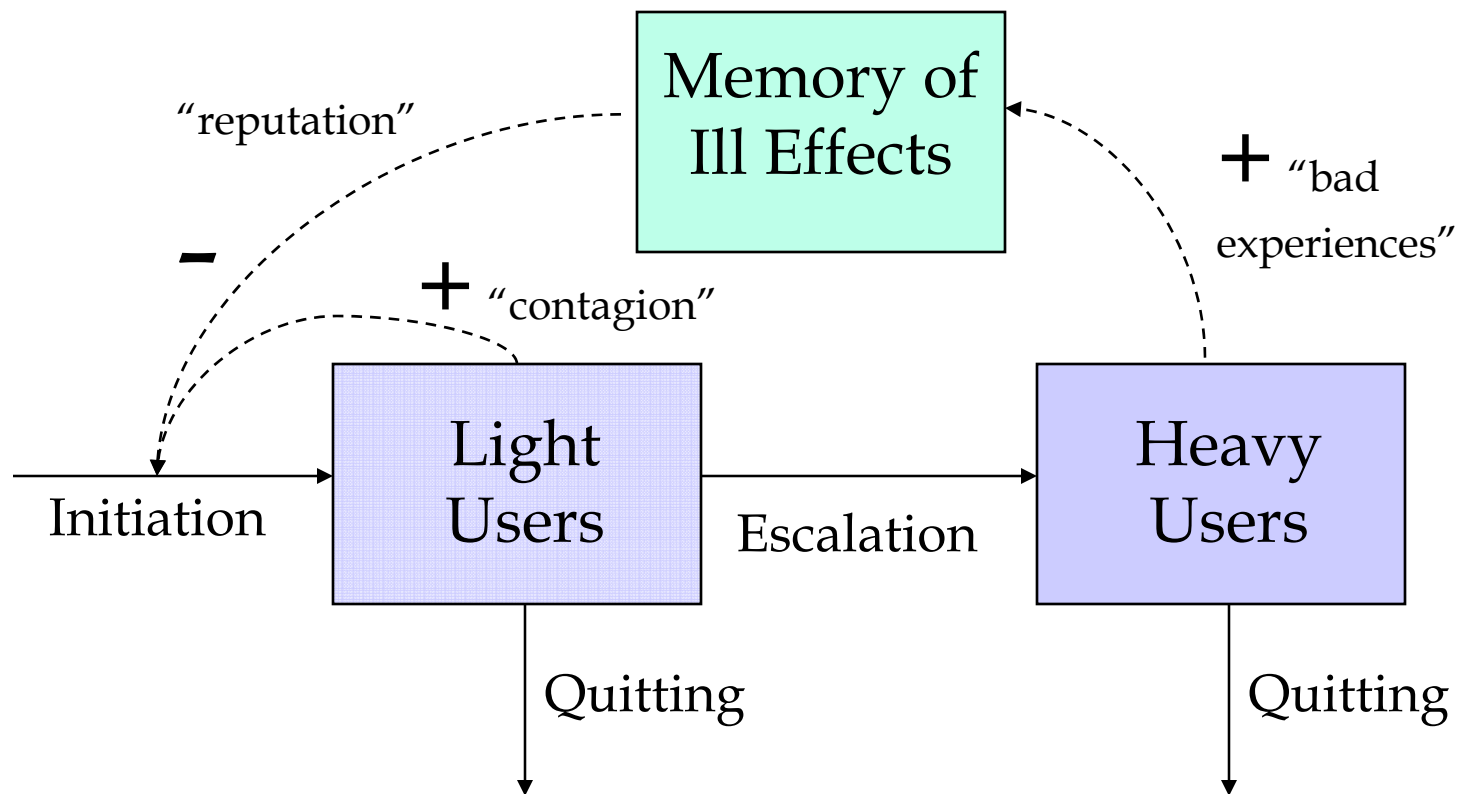 Memory of
Ill Effects
“reputation”
+ “bad
experiences”
-
+ “contagion”
Light
Users
Heavy
Users
Initiation
Escalation
Quitting
Quitting